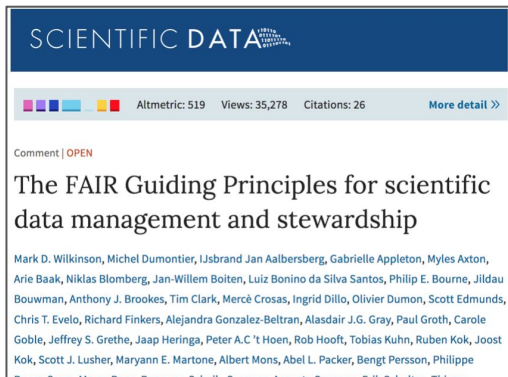 SCIENTIFIC DATA
Altmetric: 519 Views: 35,278 Citations: 26 More detail »
Comment | OPEN
The FAIR Guiding Principles for scientific
data management and stewardship
Mark D. Wilkinson, Michel Dumontier, IJsbrand Jan Aalbersberg, Gabrielle Appleton, Myles Axton,
Arie Baak, Niklas Blomberg, Jan-Willem Boiten, Luiz Bonino da Silva Santos, Philip E. Bourne, Jildau
Bouwman, Anthony J. Brookes, Tim Clark, Mercè Crosas, Ingrid Dillo, Olivier Dumon, Scott Edmunds,
Chris T. Evelo, Richard Finkers, Alejandra Gonzalez-Beltran, Alasdair J.G. Gray, Paul Groth, Carole
Goble, Jeffrey S. Grethe, Jaap Heringa, Peter A.C 't Hoen, Rob Hooft, Tobias Kuhn, Ruben Kok, Joost
Kok, Scott J. Lusher, Maryann E. Martone, Albert Mons, Abel L. Packer, Bengt Persson, Philippe